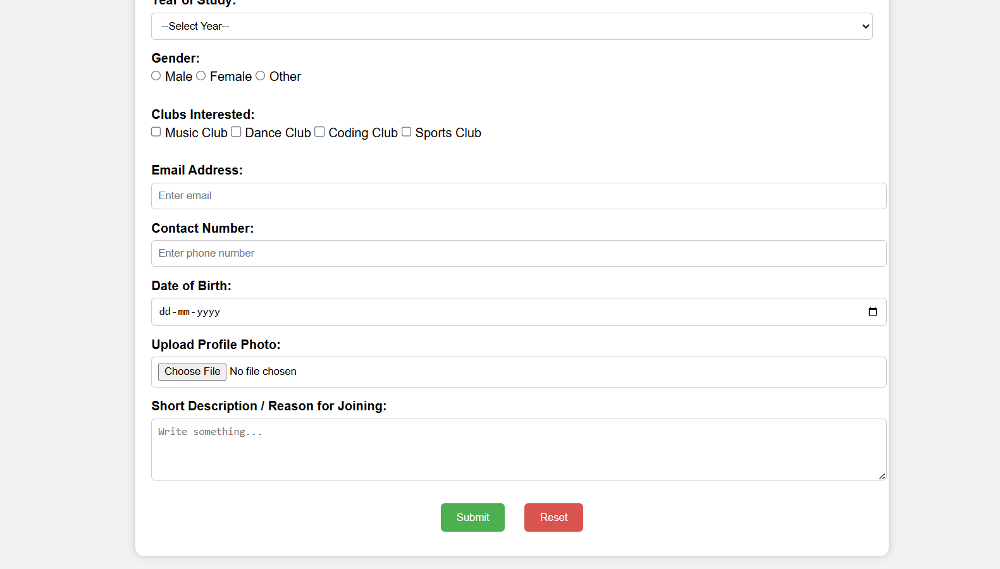 Year of Study:
--Select Year--
Gender:
Male Female Other
Clubs Interested:
Music Club Dance Club Coding Club Sports Club
Email Address:
Enter email
Contact Number:
Enter phone number
Date of Birth:
dd-mm-yyyy
Upload Profile Photo:
Choose File No file chosen
Short Description / Reason for Joining:
Write something...
Submit Reset